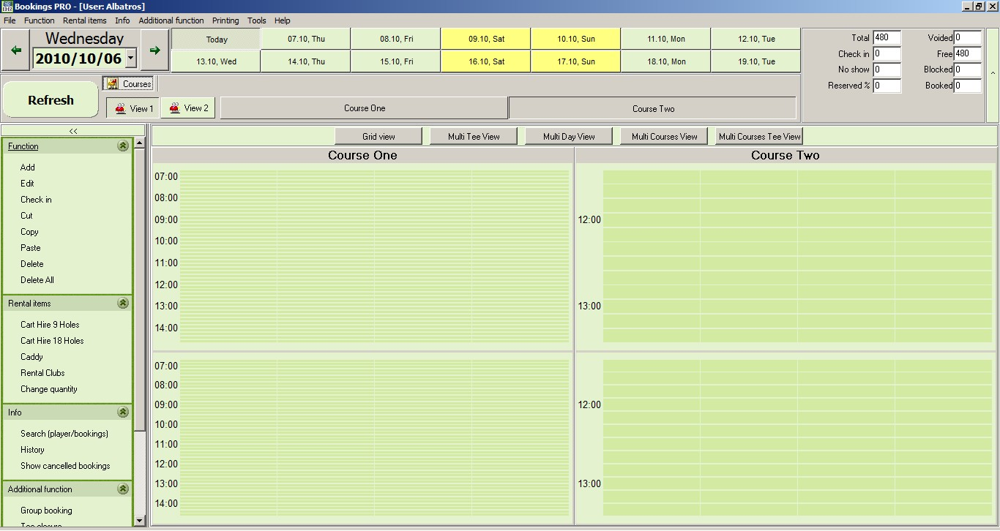 Bookings PRO - [User: Albatros]
File Function Rental items Info Additional function Printing Tools Help
Wednesday
2010/10/06
Today 07.10, Thu 08.10, Fri 09.10, Sat 10.10, Sun 11.10, Mon 12.10, Tue
13.10, Wed 14.10, Thu 15.10, Fri 16.10, Sat 17.10, Sun 18.10, Mon 19.10, Tue
Total 480 Voided 0
Check in 0 Free 480
No show 0 Blocked 0
Reserved % 0 Booked 0
Refresh
Courses
View 1 View 2 Course One Course Two
<<
Function
Add
Edit
Check in
Cut
Copy
Paste
Delete
Delete All
Rental items
Cart Hire 9 Holes
Cart Hire 18 Holes
Caddy
Rental Clubs
Change quantity
Info
Search (player/bookings)
History
Show cancelled bookings
Additional function
Group booking
Tee closure
Grid view Multi Tee View Multi Day View Multi Courses View Multi Courses Tee View
Course One
07:00
08:00
09:00
10:00
11:00
12:00
13:00
14:00
07:00
08:00
09:00
10:00
11:00
12:00
13:00
14:00
Course Two
12:00
13:00
12:00
13:00